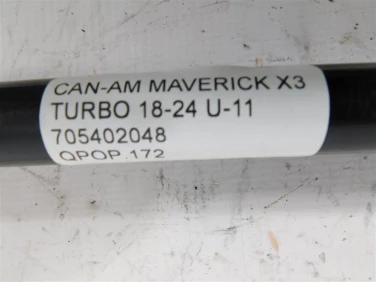 CAN-AM MAVERICK X3
TURBO 18-24 U-11
705402048
QPOP.172